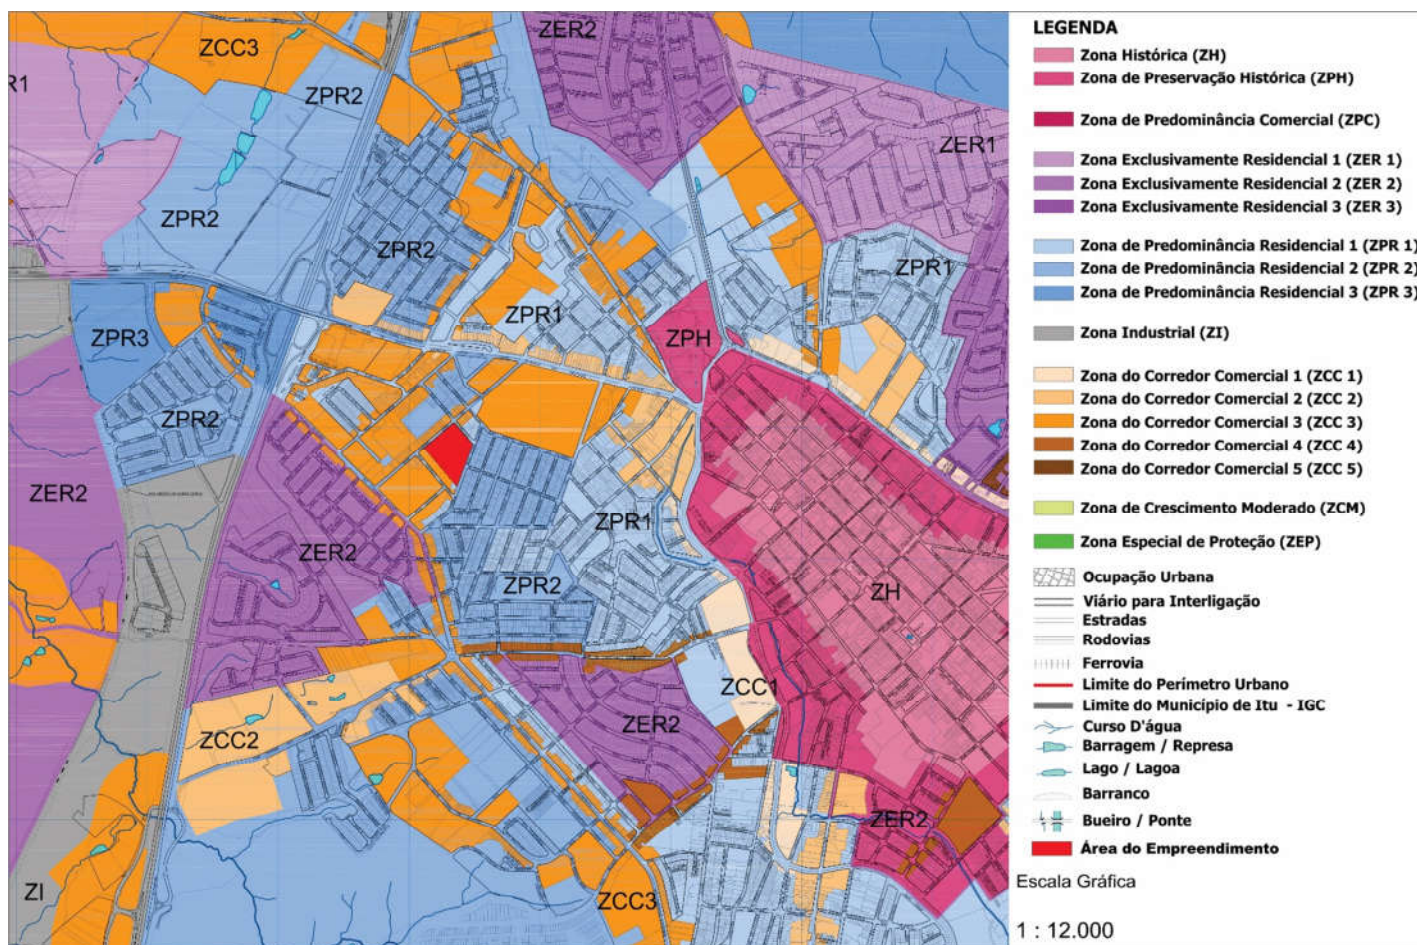 ZCC3
ZER2
R1
ZPR2
ZER1
ZPR2
ZPR2
ZPR1
ZPR1
ZPR3
ZPH
ZPR2
ZER2
ZPR1
ZER2
ZPR2
ZH
ZCC1
ZER2
ZCC2
ZER2
ZI
ZCC3
LEGENDA
Zona Histórica (ZH)
Zona de Preservação Histórica (ZPH)
Zona de Predominância Comercial (ZPC)
Zona Exclusivamente Residencial 1 (ZER 1)
Zona Exclusivamente Residencial 2 (ZER 2)
Zona Exclusivamente Residencial 3 (ZER 3)
Zona de Predominância Residencial 1 (ZPR 1)
Zona de Predominância Residencial 2 (ZPR 2)
Zona de Predominância Residencial 3 (ZPR 3)
Zona Industrial (ZI)
Zona do Corredor Comercial 1 (ZCC 1)
Zona do Corredor Comercial 2 (ZCC 2)
Zona do Corredor Comercial 3 (ZCC 3)
Zona do Corredor Comercial 4 (ZCC 4)
Zona do Corredor Comercial 5 (ZCC 5)
Zona de Crescimento Moderado (ZCM)
Zona Especial de Proteção (ZEP)
Ocupação Urbana
Viário para Interligação
Estradas
Rodovias
Ferrovia
Limite do Perímetro Urbano
Limite do Município de Itu - IGC
Curso D'água
Barragem / Represa
Lago / Lagoa
Barranco
Bueiro / Ponte
Área do Empreendimento
Escala Gráfica
1 : 12.000